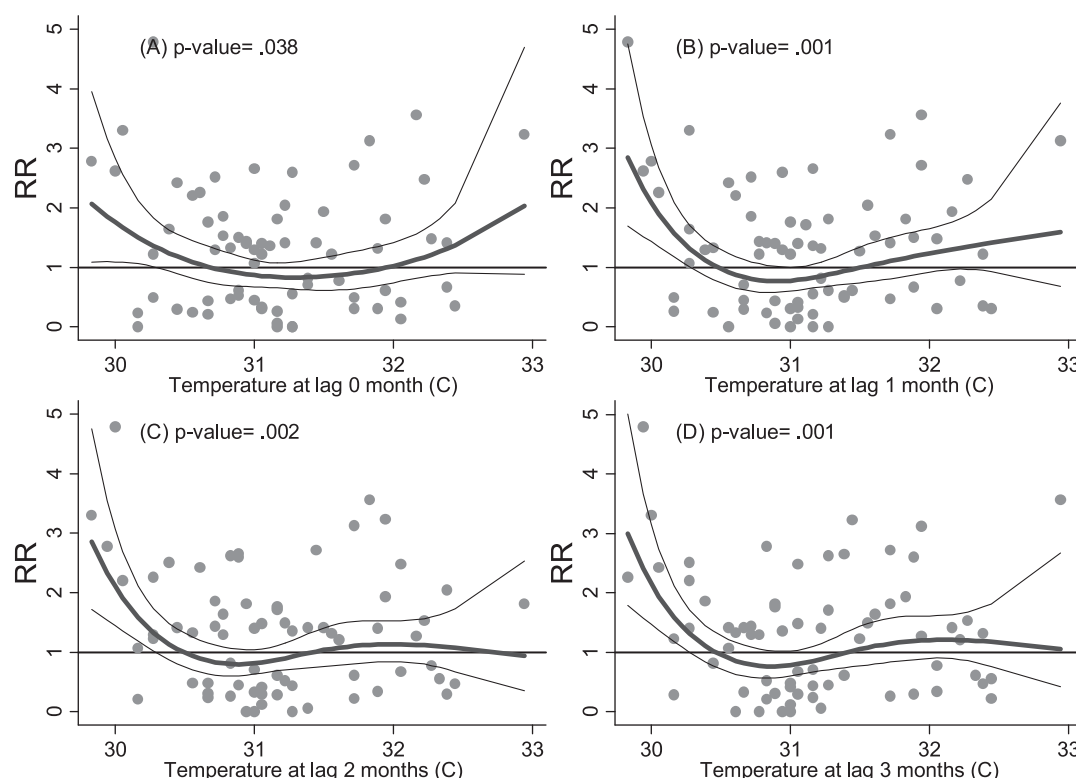 (A) p-value= .038
RR
0 1 2 3 4 5
30 31 32 33
Temperature at lag 0 month (C)
(B) p-value= .001
RR
0 1 2 3 4 5
30 31 32 33
Temperature at lag 1 month (C)
(C) p-value= .002
RR
0 1 2 3 4 5
30 31 32 33
Temperature at lag 2 months (C)
(D) p-value= .001
RR
0 1 2 3 4 5
30 31 32 33
Temperature at lag 3 months (C)